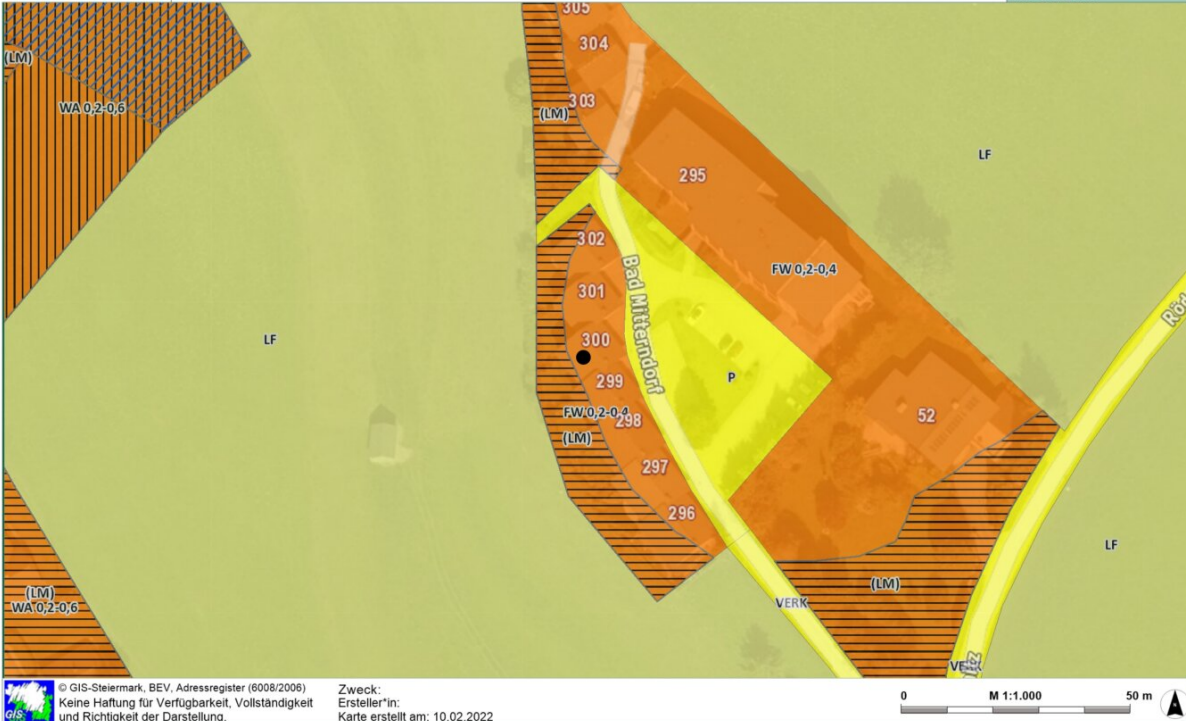 305
304
(LM)
WA 0,2-0,6
303
(LM)
LF
295
302
FW 0,2-0,4
301
Bad Mitterndorf
LF
300
299
P
FW 0,2-0,4
298
52
(LM)
297
296
LF
(LM)
(LM)
WA 0,2-0,6
VERK
VERK
GIS
© GIS-Steiermark, BEV, Adressregister (6008/2006)
Keine Haftung für Verfügbarkeit, Vollständigkeit
und Richtigkeit der Darstellung.
Zweck:
Ersteller*in:
Karte erstellt am: 10.02.2022
0 M 1:1.000 50 m